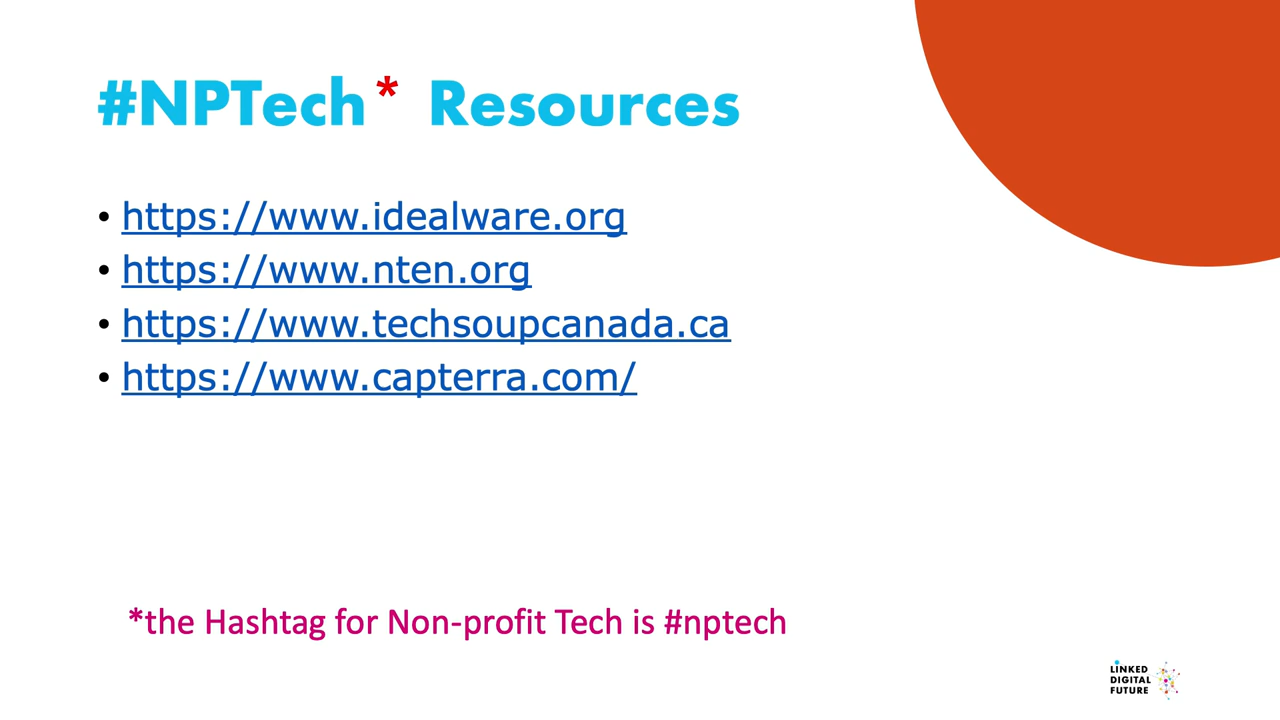 #NPTech* Resources
• https://www.idealware.org
• https://www.nten.org
• https://www.techsoupcanada.ca
• https://www.capterra.com/
*the Hashtag for Non-profit Tech is #nptech
LINKED
DIGITAL
FUTURE